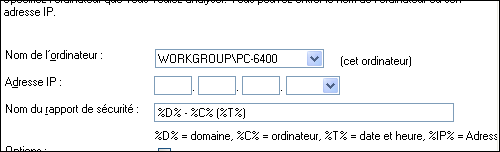 Spécifiez l'ordinateur que vous voulez analyser. Vous pouvez entrer le nom de l'ordinateur ou son
adresse IP.
Nom de l'ordinateur : WORKGROUP\PC-6400 (cet ordinateur)
Adresse IP : . . .
Nom du rapport de sécurité : %D% - %C% (%T%)
%D% = domaine, %C% = ordinateur, %T% = date et heure, %IP% = Adress
Options :